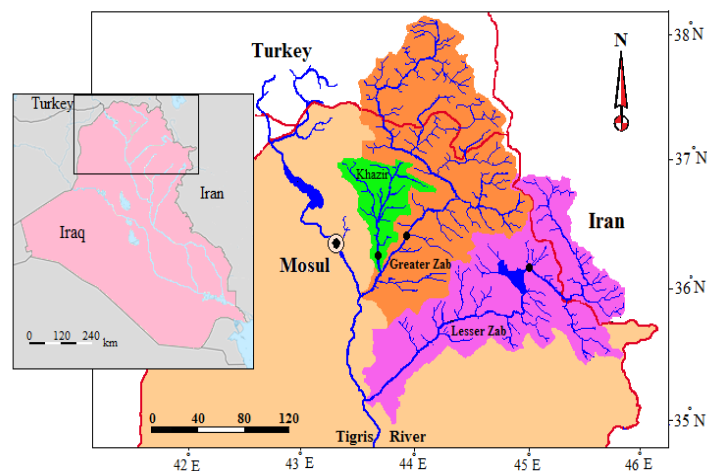 Turkey
Iran
Iraq
0 120 240
km
Turkey
N
Khazir
Iran
Mosul
Greater Zab
Lesser Zab
0 40 80 120
Tigris River
38°N
37°N
36°N
35°N
42 E
43 E
44 E
45 E
46 E